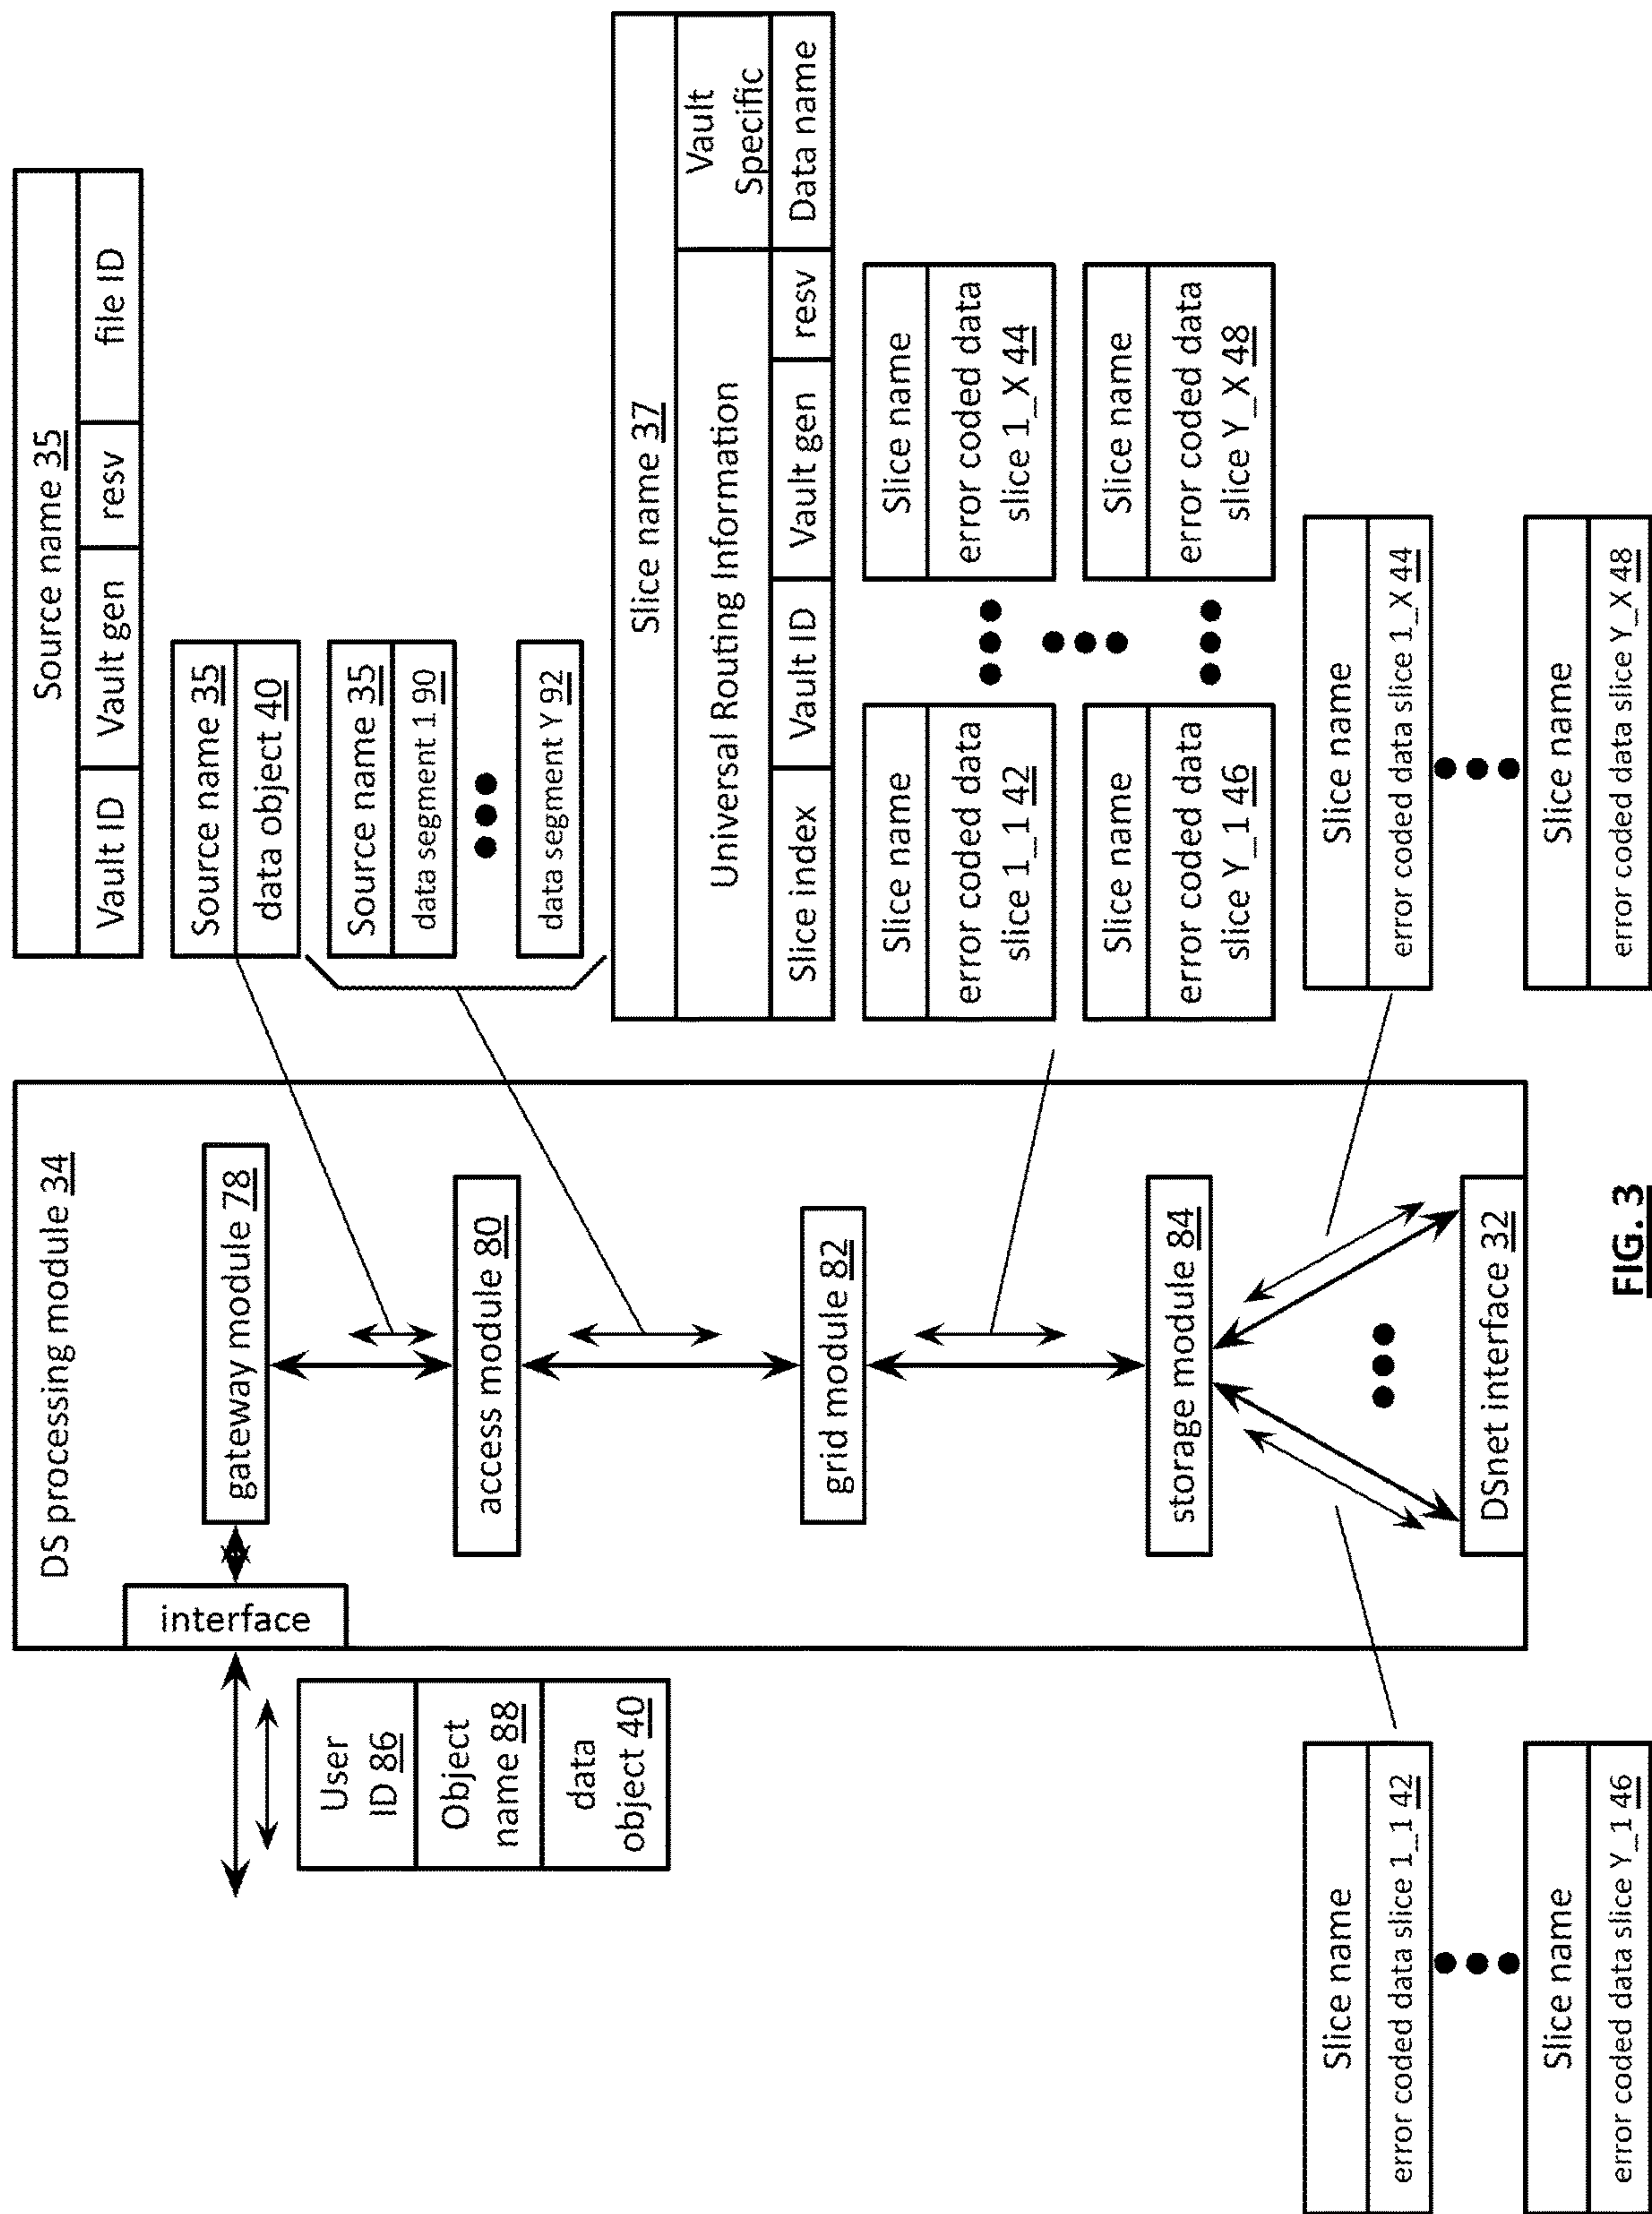 DS processing module 34
interface
gateway module 78
access module 80
grid module 82
storage module 84
DSnet interface 32
User
ID 86
Object
name 88
data
object 40
Source name 35
Vault ID
Vault gen
resv
file ID
Source name 35
data object 40
Source name 35
data segment 1 90
data segment Y 92
Slice name 37
Universal Routing Information
Vault
Specific
Slice index
Vault ID
Vault gen
resv
Data name
Slice name
error coded data
slice 1_1 42
Slice name
error coded data
slice 1_X 44
Slice name
error coded data
slice Y_1 46
Slice name
error coded data
slice Y_X 48
Slice name
error coded data slice 1_1 42
Slice name
error coded data slice Y_1 46
Slice name
error coded data slice 1_X 44
Slice name
error coded data slice Y_X 48
FIG. 3